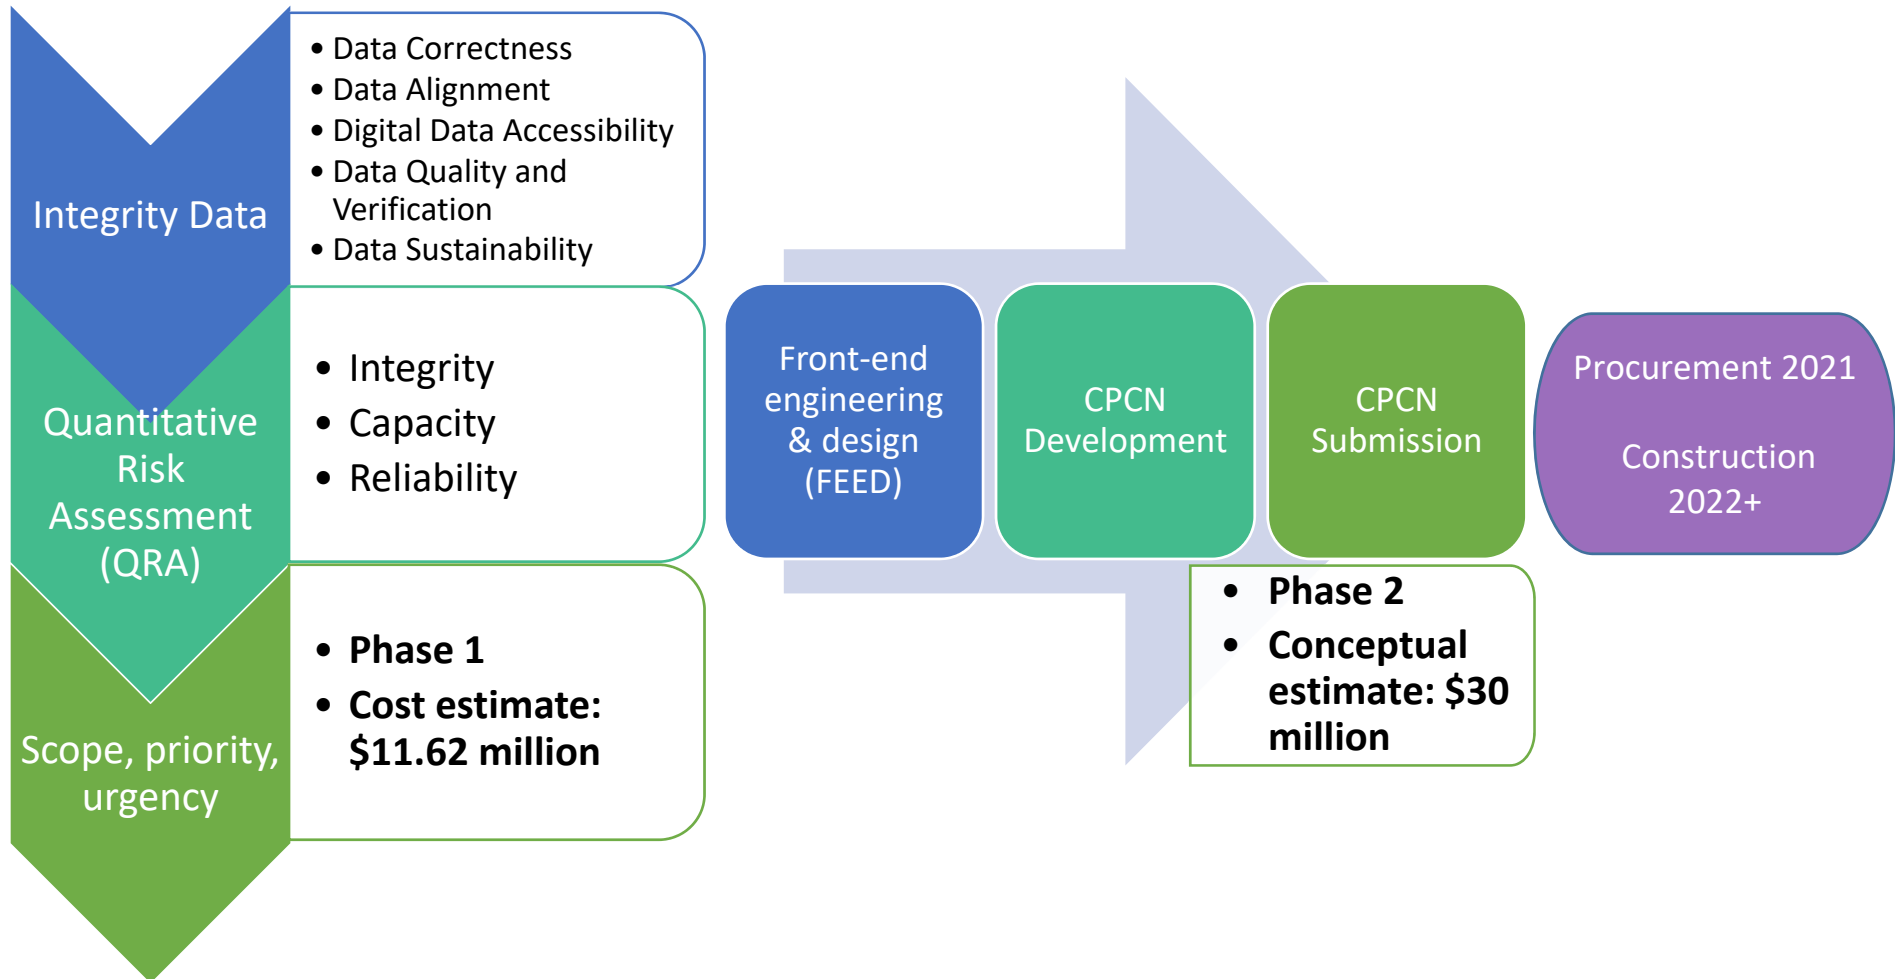 Integrity Data
• Data Correctness
• Data Alignment
• Digital Data Accessibility
• Data Quality and
Verification
• Data Sustainability
Quantitative
Risk
Assessment
(QRA)
• Integrity
• Capacity
• Reliability
Scope, priority,
urgency
• Phase 1
• Cost estimate:
$11.62 million
Front-end
engineering
& design
(FEED)
CPCN
Development
CPCN
Submission
• Phase 2
• Conceptual
estimate: $30
million
Procurement 2021
Construction
2022+